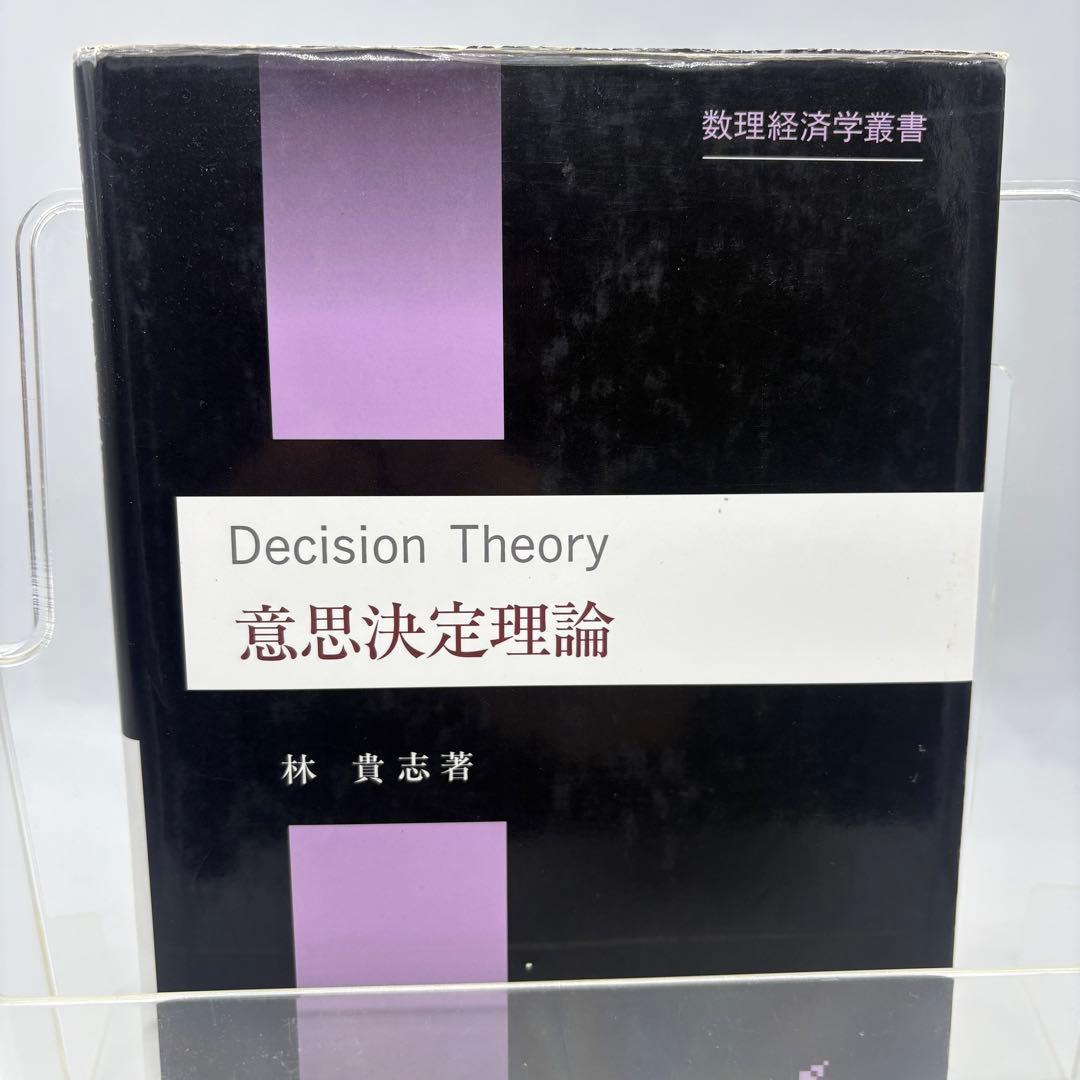 数理経済学叢書
Decision Theory
意思決定理論
林 貴志著